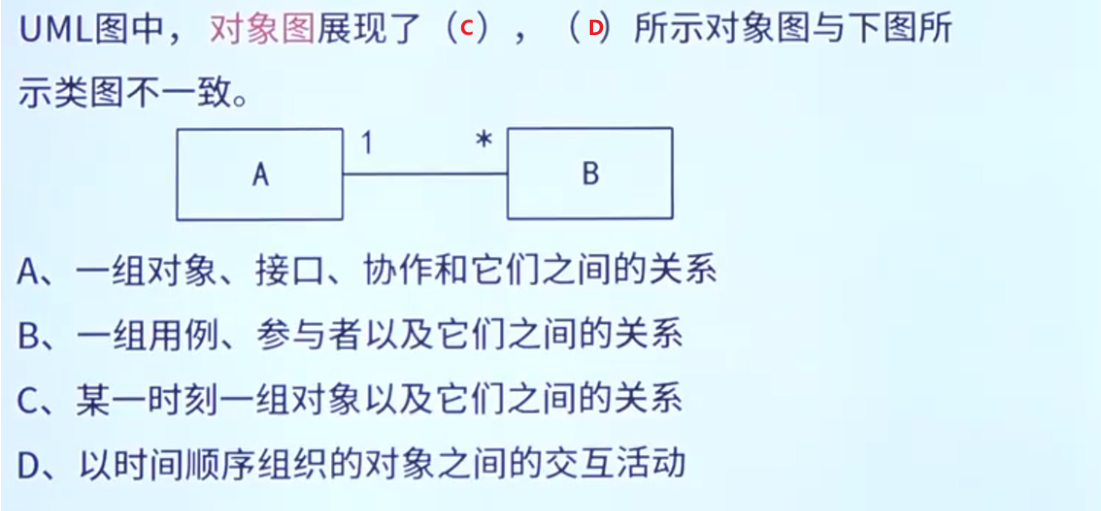 UML图中，对象图展现了（C），（D）所示对象图与下图所
示类图不一致。
1 *
A B
A、一组对象、接口、协作和它们之间的关系
B、一组用例、参与者以及它们之间的关系
C、某一时刻一组对象以及它们之间的关系
D、以时间顺序组织的对象之间的交互活动